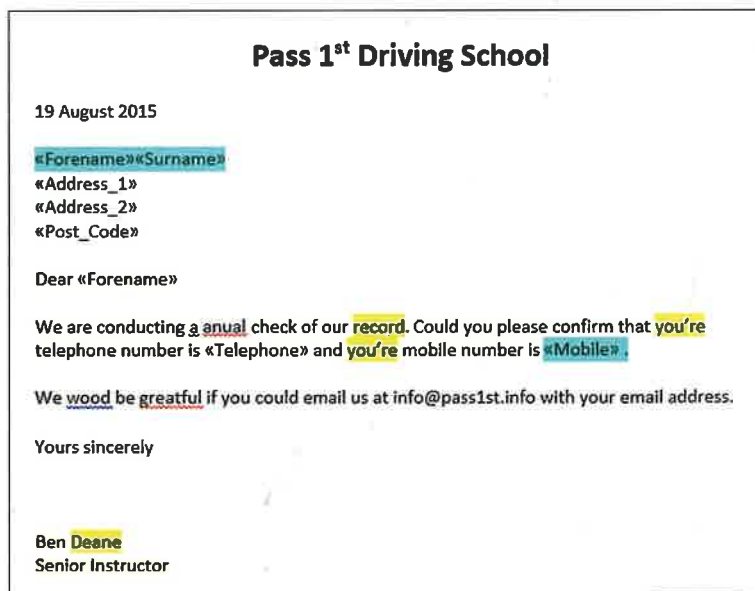 Pass 1st Driving School
19 August 2015
«Forename»«Surname»
«Address_1»
«Address_2»
«Post_Code»
Dear «Forename»
We are conducting a anual check of our record. Could you please confirm that you're
telephone number is «Telephone» and you're mobile number is «Mobile» .
We wood be greatful if you could email us at info@pass1st.info with your email address.
Yours sincerely
Ben Deane
Senior Instructor